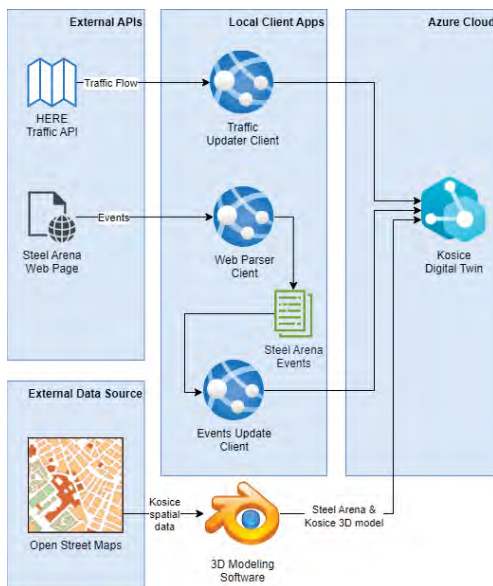 External APIs
Local Client Apps
Azure Cloud
Traffic Flow
HERE
Traffic API
Traffic
Updater Client
Events
Steel Arena
Web Page
Web Parser
Cient
Kosice
Digital Twin
Steel Arena
Events
External Data Source
Events Update
Client
Kosice
spatial
data
Steel Arena &
Kosice 3D model
Open Street Maps
3D Modeling
Software